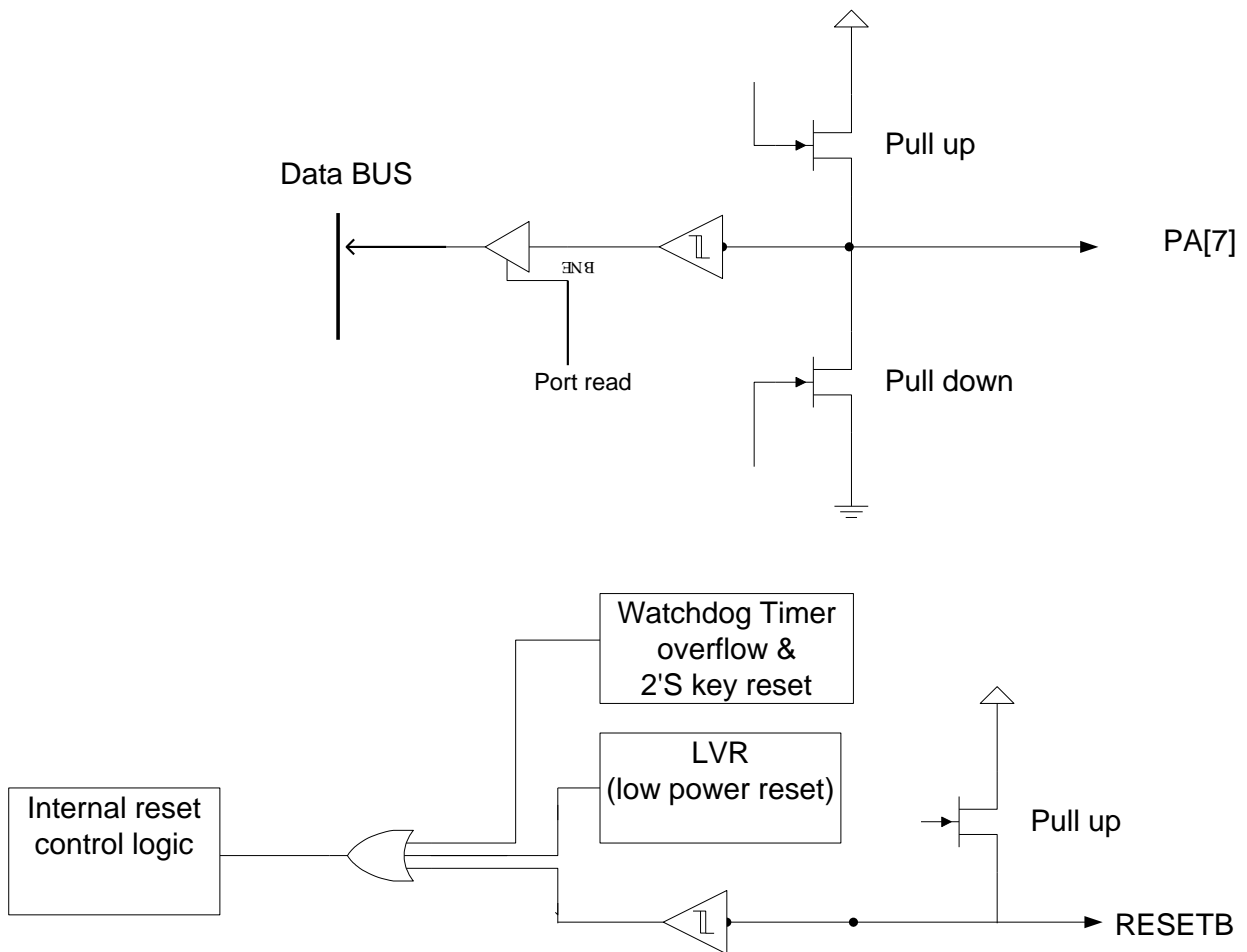 Pull up
Data BUS
PA[7]
ENB
Port read
Pull down
Watchdog Timer
overflow &
2'S key reset
LVR
(low power reset)
Internal reset
control logic
Pull up
RESETB